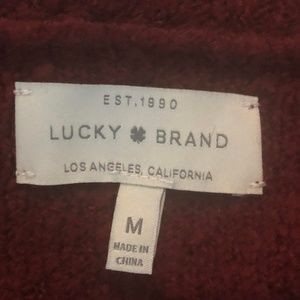 EST. 1990
LUCKY BRAND
LOS ANGELES, CALIFORNIA
M
MADE IN
CHINA